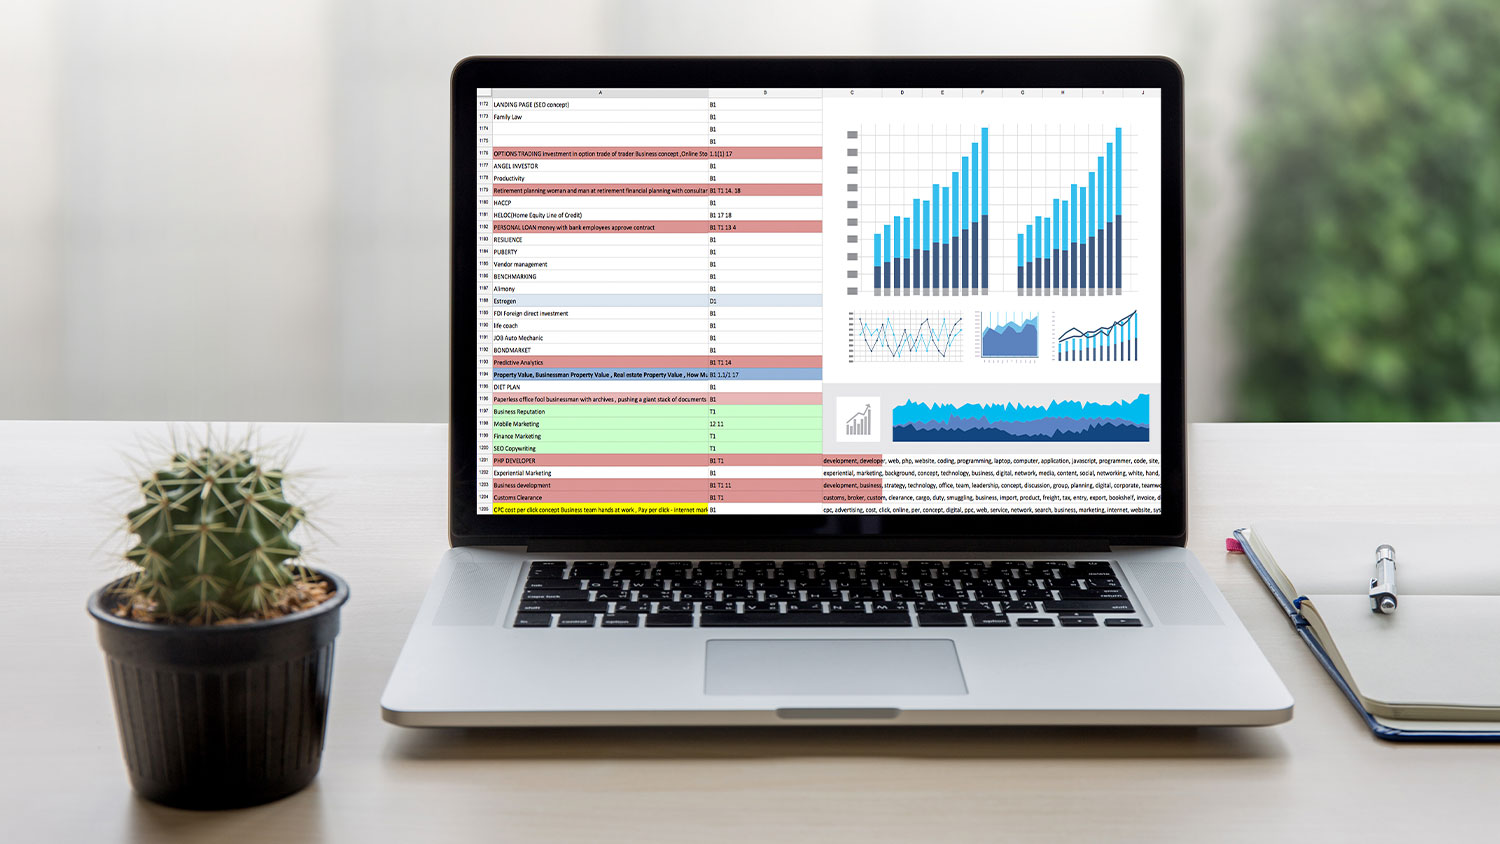 A B C D E F G H I J
1172 LANDING PAGE (SEO concept) B1
1173 Family Law B1
1174 B1
1175 B1
1176 OPTIONS TRADING investment in option trade of trader Business concept ,Online Sto 1.1(1) 17
1177 ANGEL INVESTOR B1
1178 Productivity B1
1179 Retirement planning woman and man at retirement financial planning with consultar B1 T1 14. 18
1180 HACCP B1
1181 HELOC(Home Equity Line of Credit) B1 17 18
1182 PERSONAL LOAN money with bank employees approve contract B1 T1 13 4
1183 RESILIENCE B1
1184 PUBERTY B1
1185 Vendor management B1
1186 BENCHMARKING B1
1187 Alimony B1
1188 Estrogen D1
1189 FDI Foreign direct investment B1
1190 life coach B1
1191 JOB Auto Mechanic B1
1192 BONDMARKET B1
1193 Predictive Analytics B1 T1 14
1194 Property Value, Businessman Property Value , Real estate Property Value , How Mu B1 1.1/1 17
1195 DIET PLAN B1
1196 Paperless office fool businessman with archives , pushing a giant stack of documents B1
1197 Business Reputation T1
1198 Mobile Marketing 12 11
1199 Finance Marketing T1
1200 SEO Copywriting T1
1201 PHP DEVELOPER B1 T1 development, developer, web, php, website, coding, programming, laptop, computer, application, javascript, programmer, code, site,
1202 Experiential Marketing B1 experiential, marketing, background, concept, technology, business, digital, network, media, content, social, networking, white, hand,
1203 Business development B1 T1 11 development, business, strategy, technology, office, team, leadership, concept, discussion, group, planning, digital, corporate, teamwo
1204 Customs Clearance B1 T1 customs, broker, custom, clearance, cargo, duty, smuggling, business, import, product, freight, tax, entry, export, bookshelf, invoice, d
1205 CPC cost per click concept Business team hands at work , Pay per click - internet mark B1 cpc, advertising, cost, click, online, per, concept, digital, ppc, web, service, network, search, business, marketing, internet, website, sys
delete
tab Q W E R T Y U I O P
caps lock return
shift Z X C V B N M shift
fn control option command option